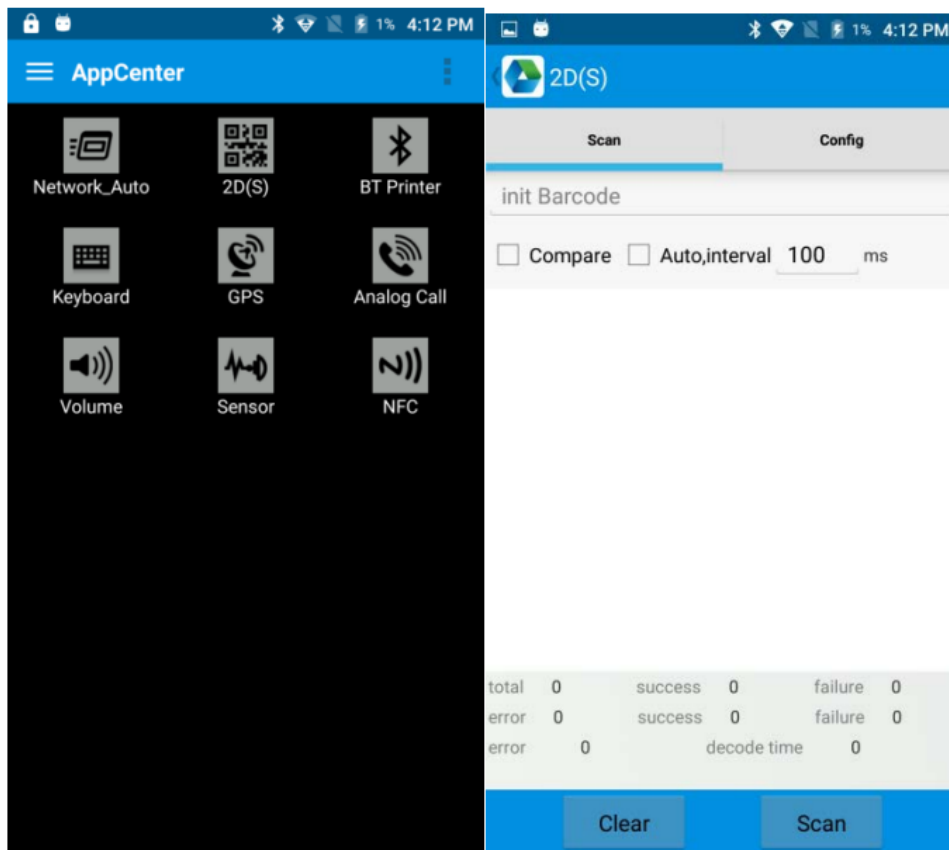 1% 4:12 PM
AppCenter
Network_Auto 2D(S) BT Printer
Keyboard GPS Analog Call
Volume Sensor NFC
1% 4:12 PM
2D(S)
Scan Config
init Barcode
Compare Auto,interval 100 ms
total 0 success 0 failure 0
error 0 success 0 failure 0
error 0 decode time 0
Clear Scan